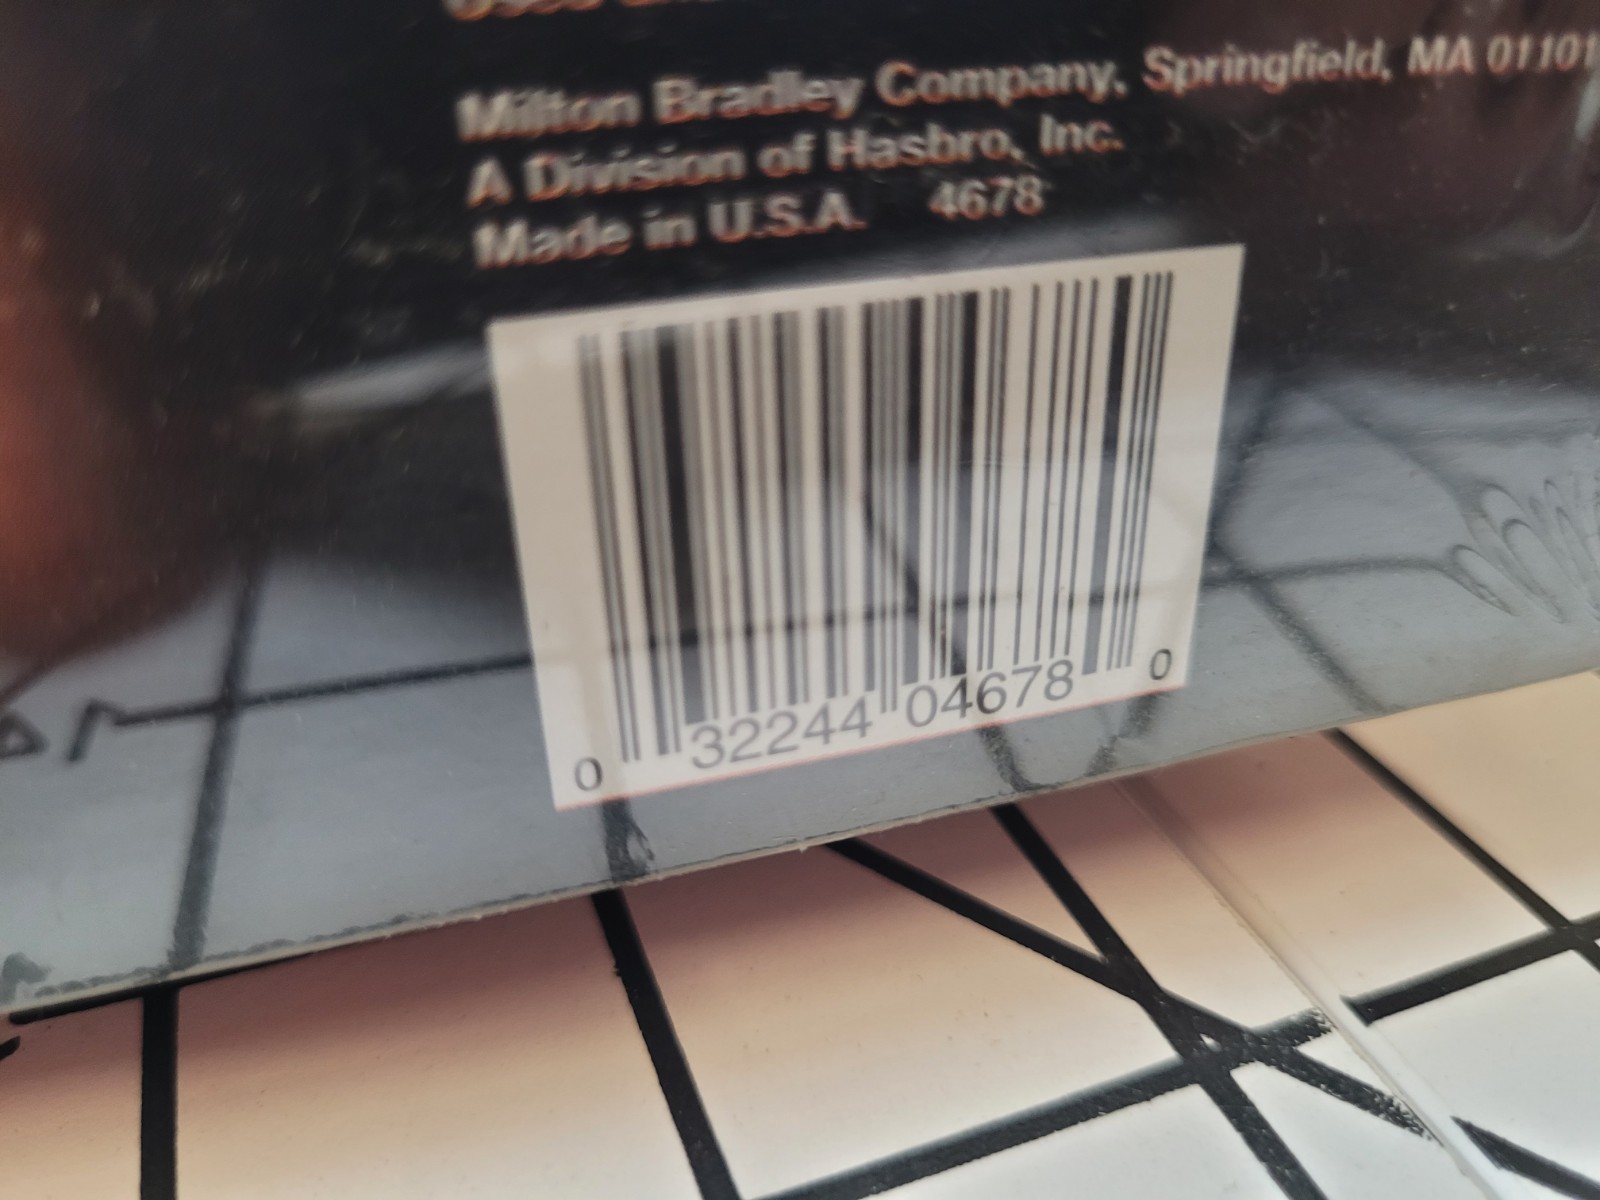 Milton Bradley Company, Springfield, MA 01101
A Division of Hasbro, Inc.
Made in U.S.A. 4678
0 32244 04678 0